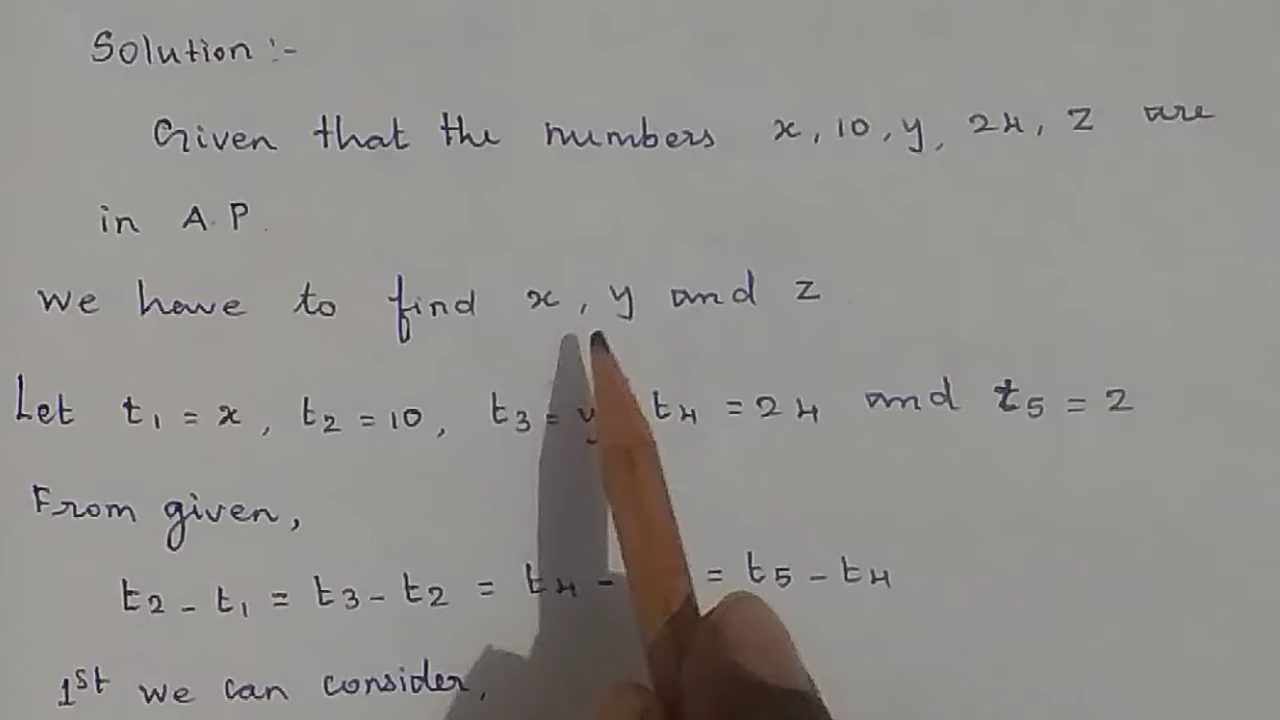 Solution :-
Given that the numbers x, 10, y, 24, z are
in A.P.
we have to find x, y and z
Let t₁ = x, t₂ = 10, t₃ = y t₄ = 24 and t₅ = z
From given,
t₂ - t₁ = t₃ - t₂ = t₄ - = t₅ - t₄
1st we can consider,